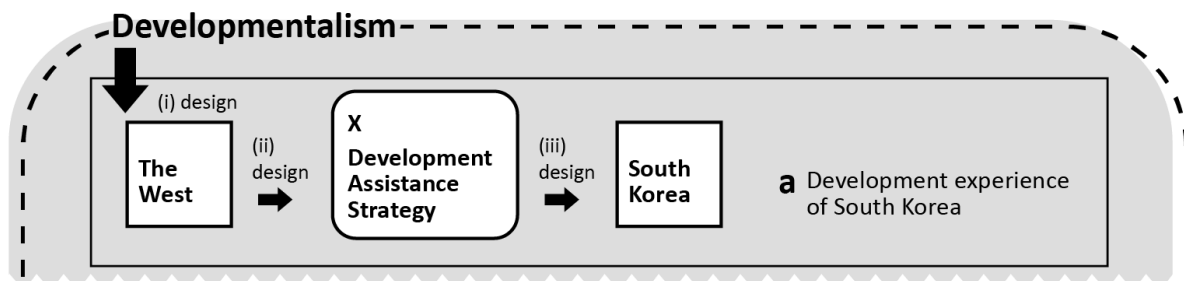 Developmentalism
(i) design
The
West
(ii)
design
X
Development
Assistance
Strategy
(iii)
design
South
Korea
a Development experience
of South Korea